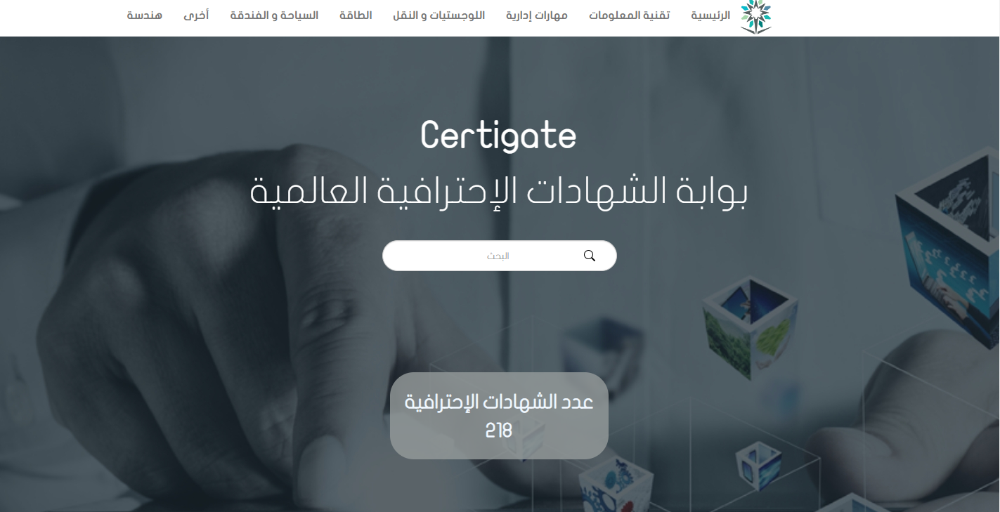 الرئيسية تقنية المعلومات مهارات إدارية اللوجستيات و النقل الطاقة السياحة و الفندقة أخرى هندسة
Certigate
بوابة الشهادات الإحترافية العالمية
البحث
عدد الشهادات الإحترافية
218